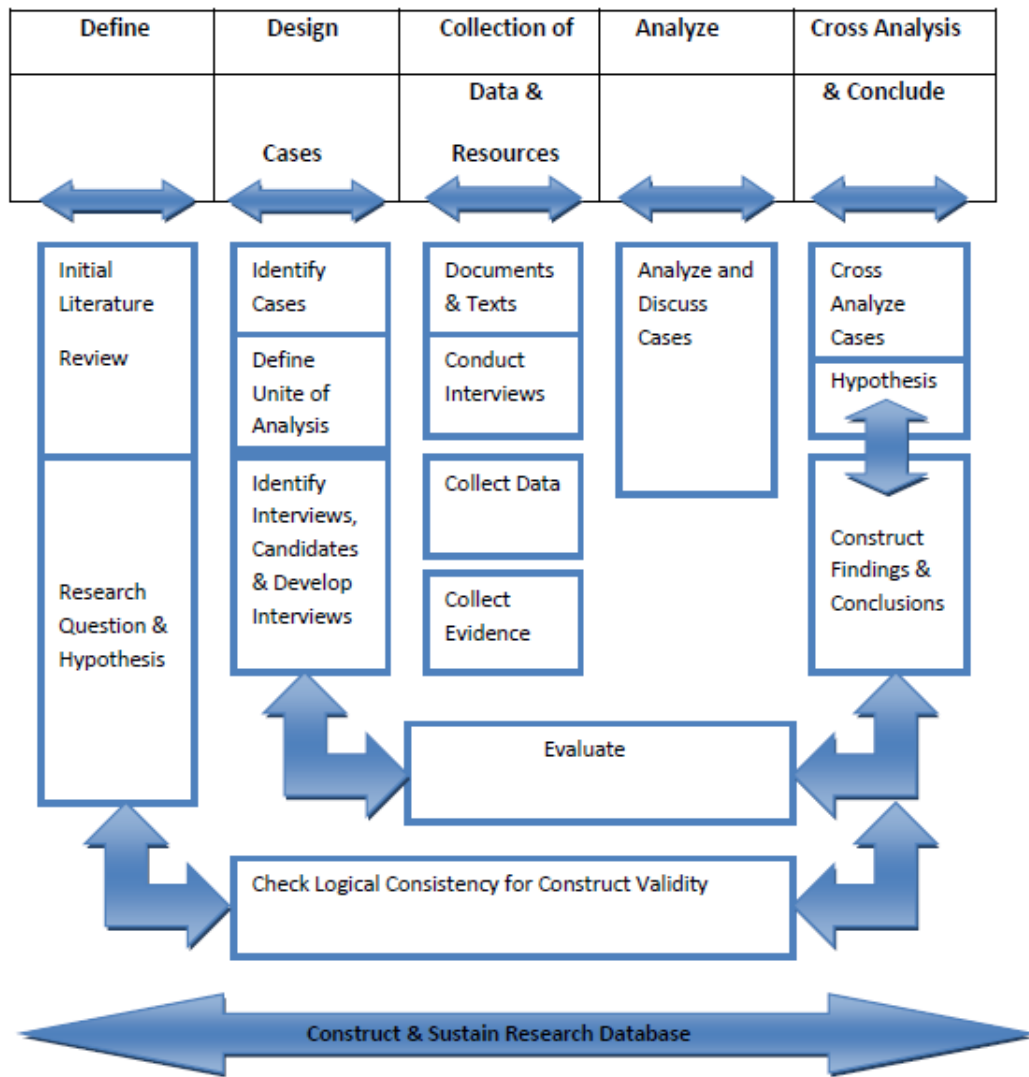 Define
Design
Collection of
Analyze
Cross Analysis
Data &
& Conclude
Cases
Resources
Initial
Literature
Review
Research
Question &
Hypothesis
Identify
Cases
Define
Unite of
Analysis
Identify
Interviews,
Candidates
& Develop
Interviews
Documents
& Texts
Conduct
Interviews
Collect Data
Collect
Evidence
Analyze and
Discuss
Cases
Cross
Analyze
Cases
Hypothesis
Construct
Findings &
Conclusions
Evaluate
Check Logical Consistency for Construct Validity
Construct & Sustain Research Database